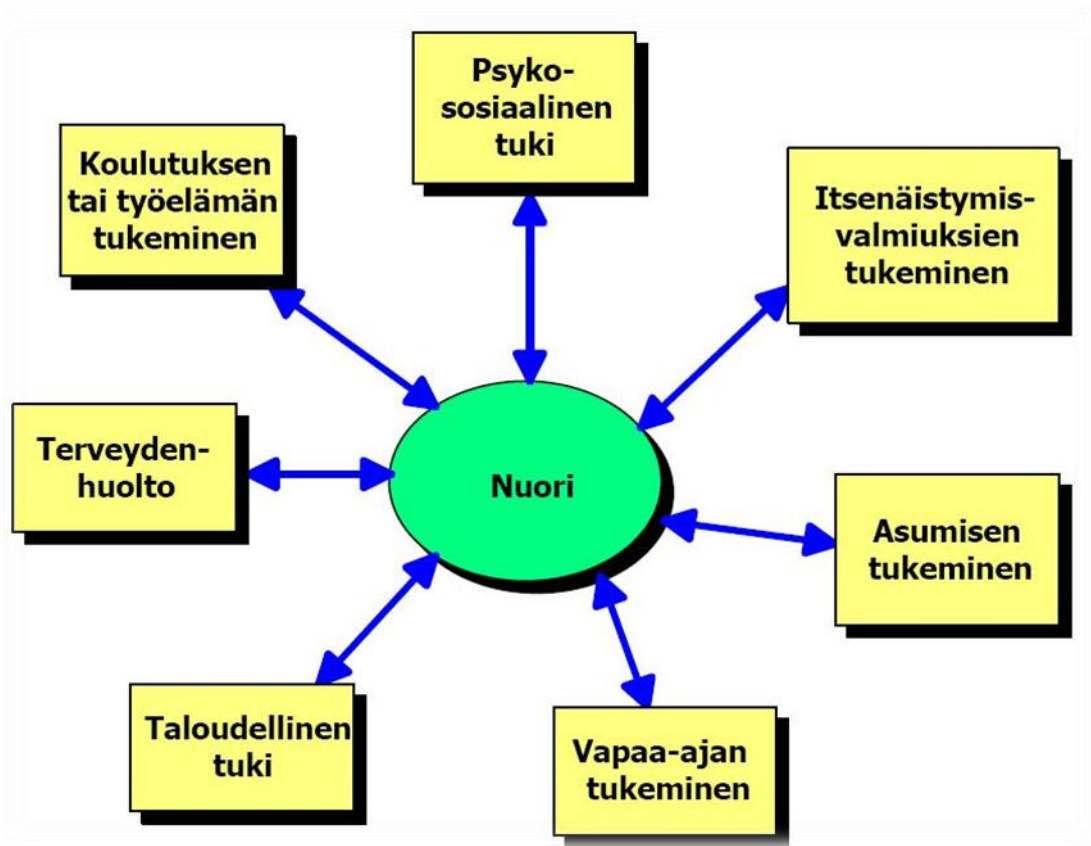 Psyko-
sosiaalinen
tuki
Koulutuksen
tai työelämän
tukeminen
Itsenäistymis-
valmiuksien
tukeminen
Terveyden-
huolto
Nuori
Asumisen
tukeminen
Taloudellinen
tuki
Vapaa-ajan
tukeminen